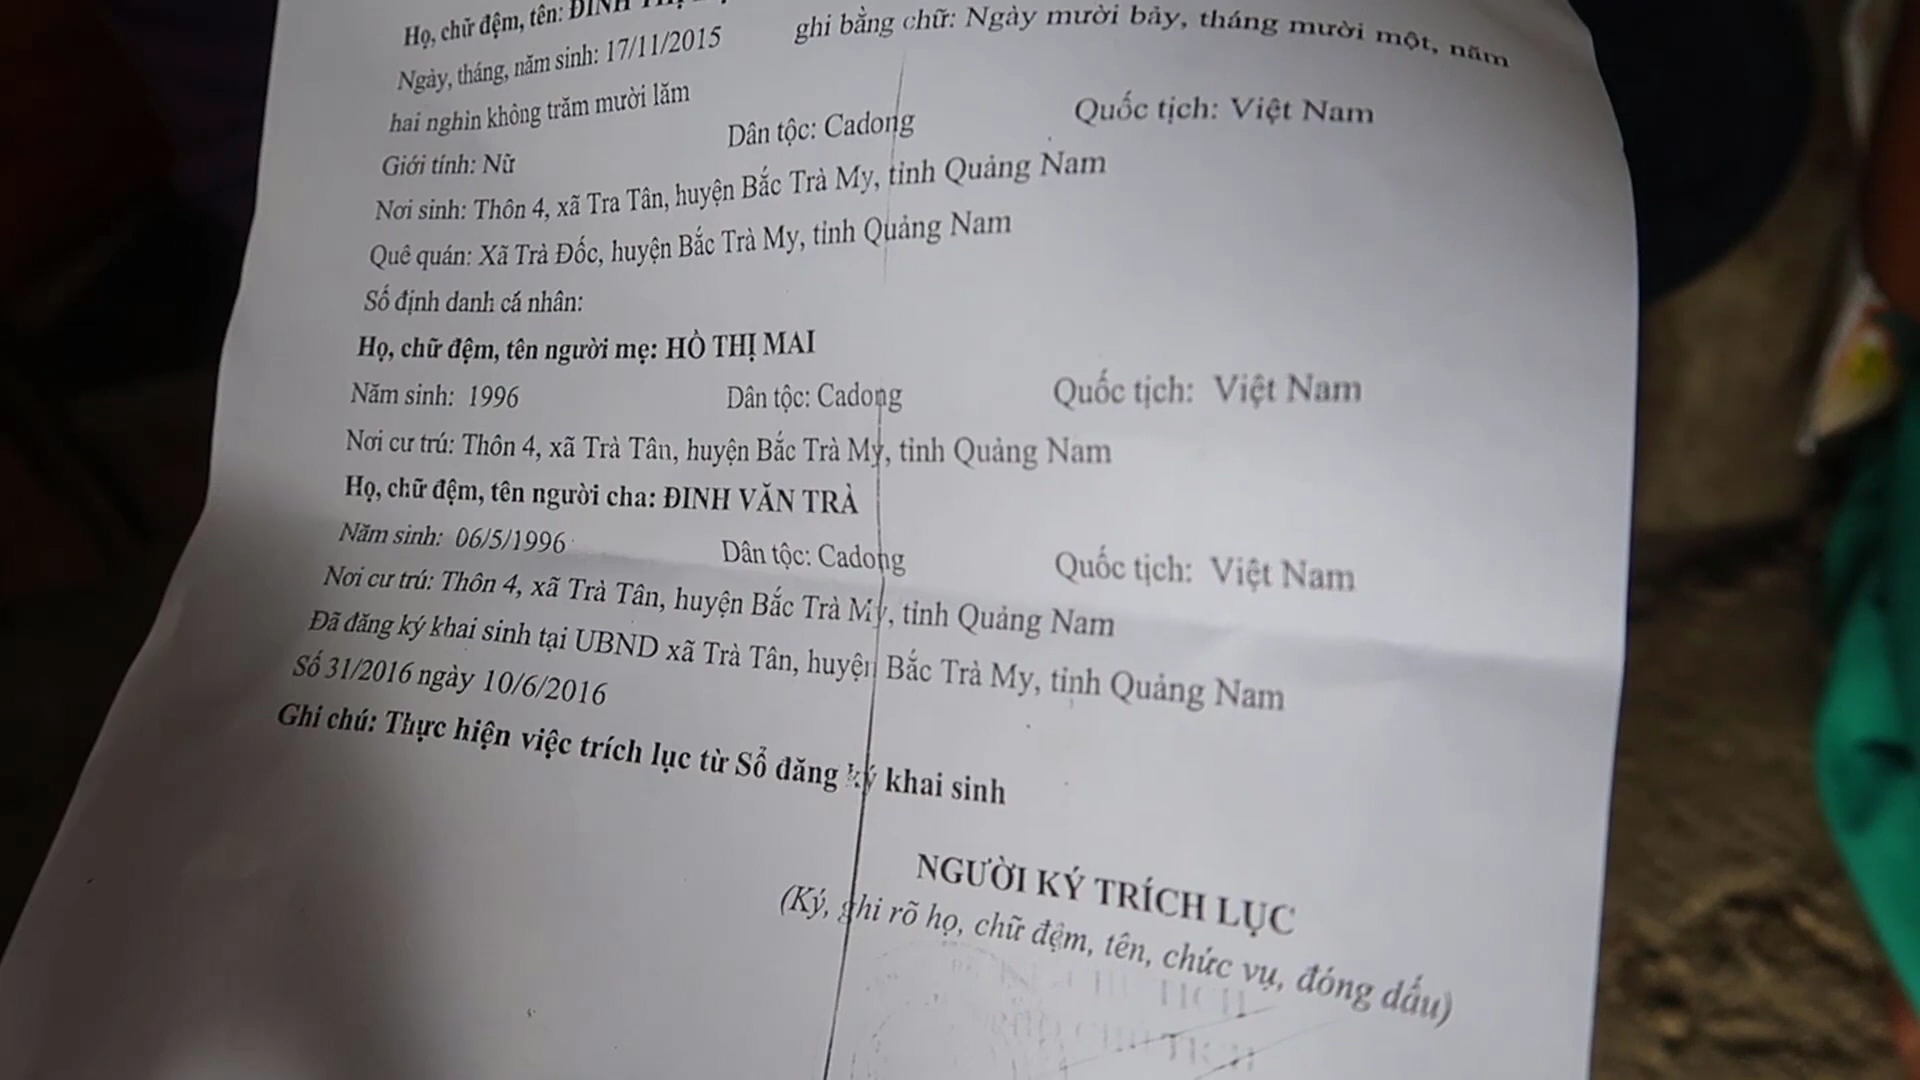 Họ, chữ đệm, tên: ĐINH
Ngày, tháng, năm sinh: 17/11/2015 ghi bằng chữ: Ngày mười bảy, tháng mười một, năm
hai nghìn không trăm mười lăm
Giới tính: Nữ Dân tộc: Cadong Quốc tịch: Việt Nam
Nơi sinh: Thôn 4, xã Tra Tân, huyện Bắc Trà My, tỉnh Quảng Nam
Quê quán: Xã Trà Đốc, huyện Bắc Trà My, tỉnh Quảng Nam
Số định danh cá nhân:
Họ, chữ đệm, tên người mẹ: HỒ THỊ MAI
Năm sinh: 1996 Dân tộc: Cadong Quốc tịch: Việt Nam
Nơi cư trú: Thôn 4, xã Trà Tân, huyện Bắc Trà My, tỉnh Quảng Nam
Họ, chữ đệm, tên người cha: ĐINH VĂN TRÀ
Năm sinh: 06/5/1996 Dân tộc: Cadong Quốc tịch: Việt Nam
Nơi cư trú: Thôn 4, xã Trà Tân, huyện Bắc Trà My, tỉnh Quảng Nam
Đã đăng ký khai sinh tại UBND xã Trà Tân, huyện Bắc Trà My, tỉnh Quảng Nam
Số 31/2016 ngày 10/6/2016
Ghi chú: Thực hiện việc trích lục từ Sổ đăng ký khai sinh
NGƯỜI KÝ TRÍCH LỤC
(Ký, ghi rõ họ, chữ đệm, tên, chức vụ, đóng dấu)